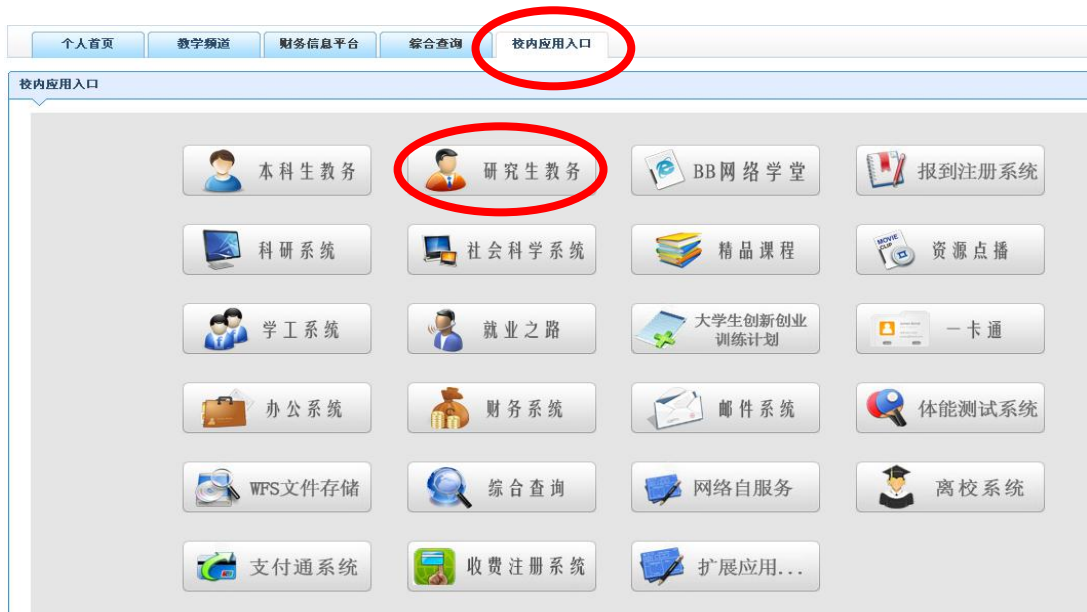 个人首页 教学频道 财务信息平台 综合查询 校内应用入口
校内应用入口
本科生教务 研究生教务 BB网络学堂 报到注册系统
科研系统 社会科学系统 精品课程 资源点播
学工系统 就业之路 大学生创新创业 一卡通
训练计划
办公系统 财务系统 邮件系统 体能测试系统
WFS文件存储 综合查询 网络自服务 离校系统
支付通系统 收费注册系统 扩展应用...
MOVIE
CLIP